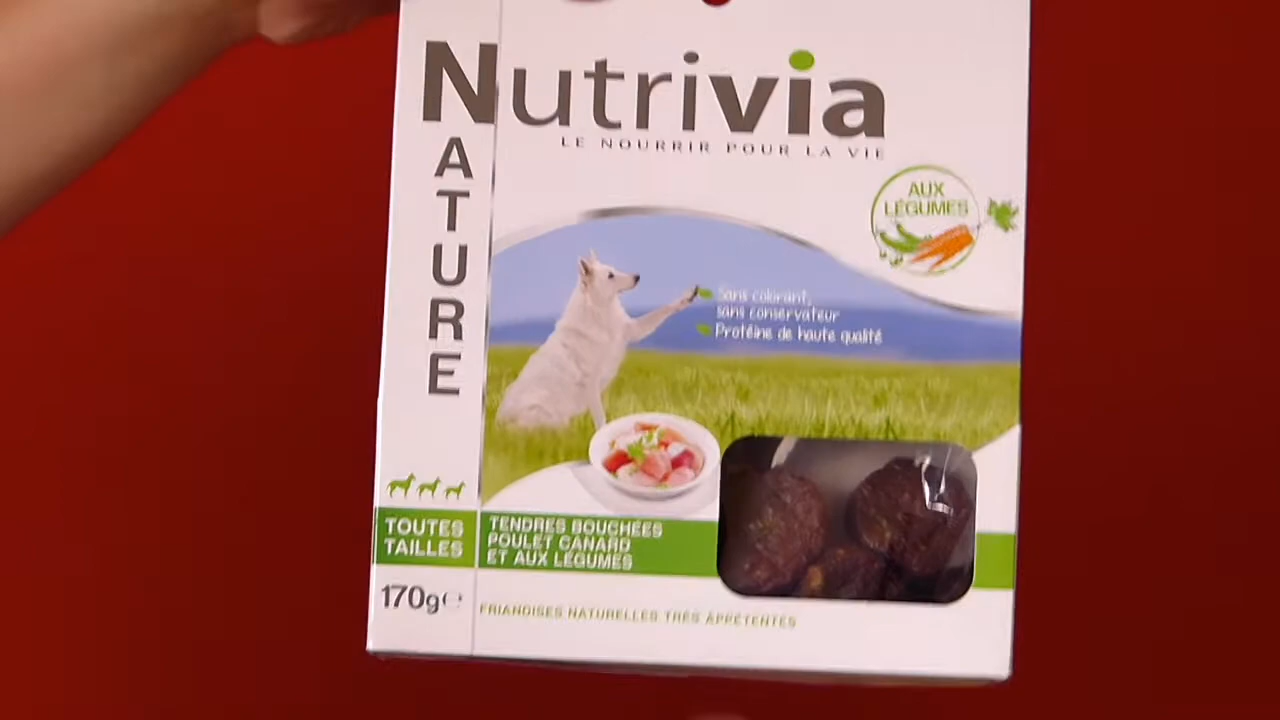 Nutrivia
LE NOURRIR POUR LA VIE
NATURE
AUX
LÉGUMES
Sans colorant,
sans conservateur
Protéine de haute qualité
TOUTES
TAILLES
TENDRES BOUCHÉES
POULET CANARD
ET AUX LÉGUMES
170g℮
FRIANDISES NATURELLES TRÈS APPÉTENTES